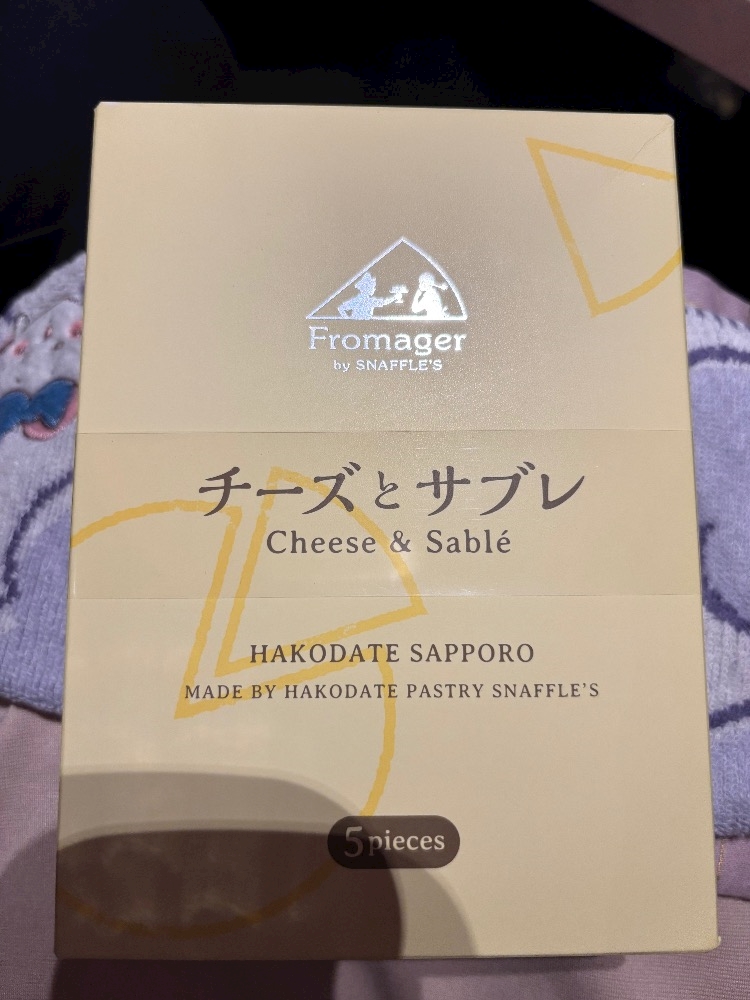 Fromager
by SNAFFLE'S
チーズとサブレ
Cheese & Sablé
HAKODATE SAPPORO
MADE BY HAKODATE PASTRY SNAFFLE'S
5pieces